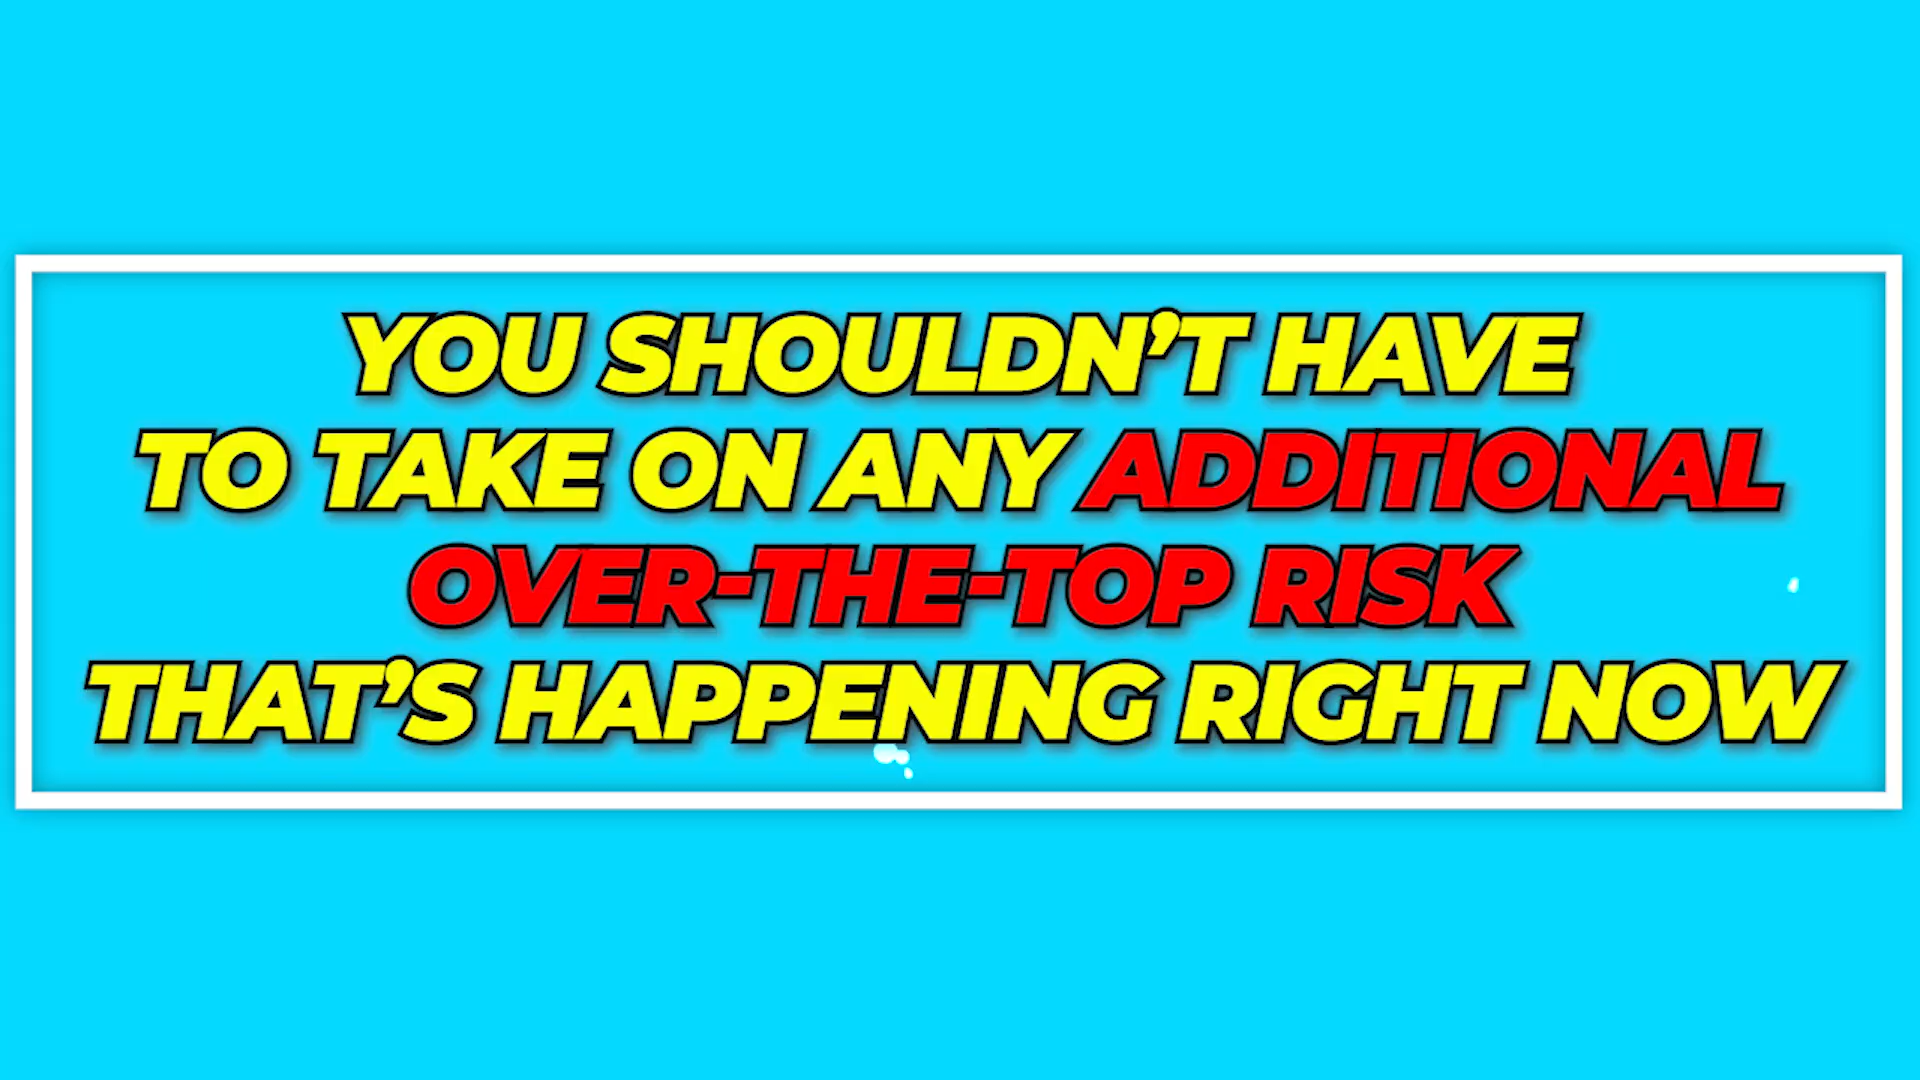 YOU SHOULDN’T HAVE
TO TAKE ON ANY ADDITIONAL
OVER-THE-TOP RISK
THAT’S HAPPENING RIGHT NOW